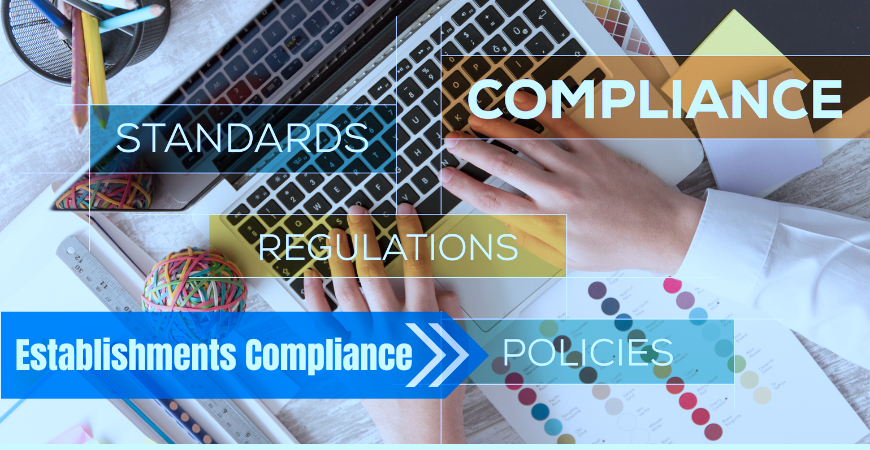 COMPLIANCE
STANDARDS
REGULATIONS
Establishments Compliance
POLICIES